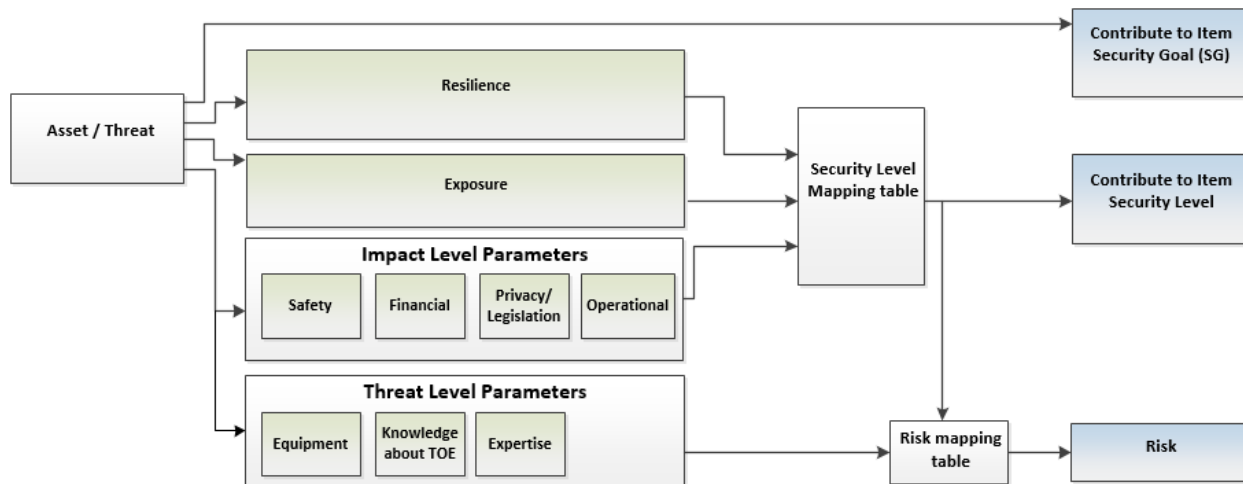 Contribute to Item
Security Goal (SG)
Resilience
Asset / Threat
Security Level
Mapping table
Exposure
Contribute to Item
Security Level
Impact Level Parameters
Safety
Financial
Privacy/
Legislation
Operational
Threat Level Parameters
Equipment
Knowledge
about TOE
Expertise
Risk mapping
table
Risk